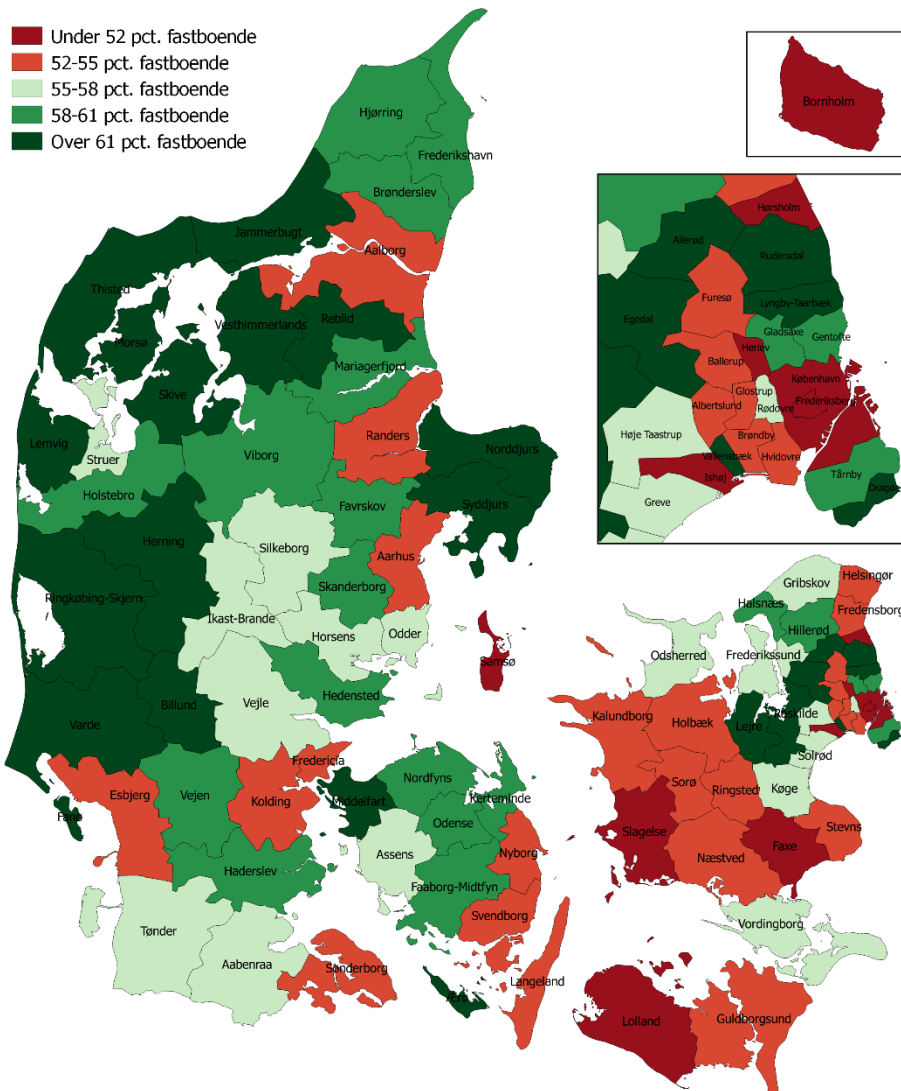 Under 52 pct. fastboende
52-55 pct. fastboende
55-58 pct. fastboende
58-61 pct. fastboende
Over 61 pct. fastboende
Bornholm
Hjørring
Frederikshavn
Brønderslev
Jammerbugt
Aalborg
Thisted
Vesthimmerlands
Rebild
Morsø
Mariagerfjord
Skive
Randers
Lemvig
Struer
Viborg
Norddjurs
Holstebro
Favrskov
Syddjurs
Herning
Silkeborg
Aarhus
Skanderborg
Ringkøbing-Skjern
Ikast-Brande
Horsens
Odder
Samsø
Hedensted
Billund
Vejle
Varde
Fredericia
Esbjerg
Vejen
Kolding
Middelfart
Nordfyns
Kerteminde
Fanø
Odense
Assens
Nyborg
Haderslev
Faaborg-Midtfyn
Svendborg
Tønder
Aabenraa
Sønderborg
Langeland
Ærø
Hørsholm
Allerød
Rudersdal
Furesø
Lyngby-Taarbæk
Egedal
Gladsaxe
Gentofte
Herlev
Ballerup
København
Glostrup
Frederiksberg
Albertslund
Rødovre
Høje Taastrup
Brøndby
Hvidovre
Vallensbæk
Ishøj
Tårnby
Dragør
Greve
Gribskov
Helsingør
Halsnæs
Fredensborg
Hillerød
Odsherred
Frederikssund
Kalundborg
Holbæk
Lejre
Roskilde
Solrød
Sorø
Ringsted
Køge
Slagelse
Stevns
Næstved
Faxe
Vordingborg
Lolland
Guldborgsund